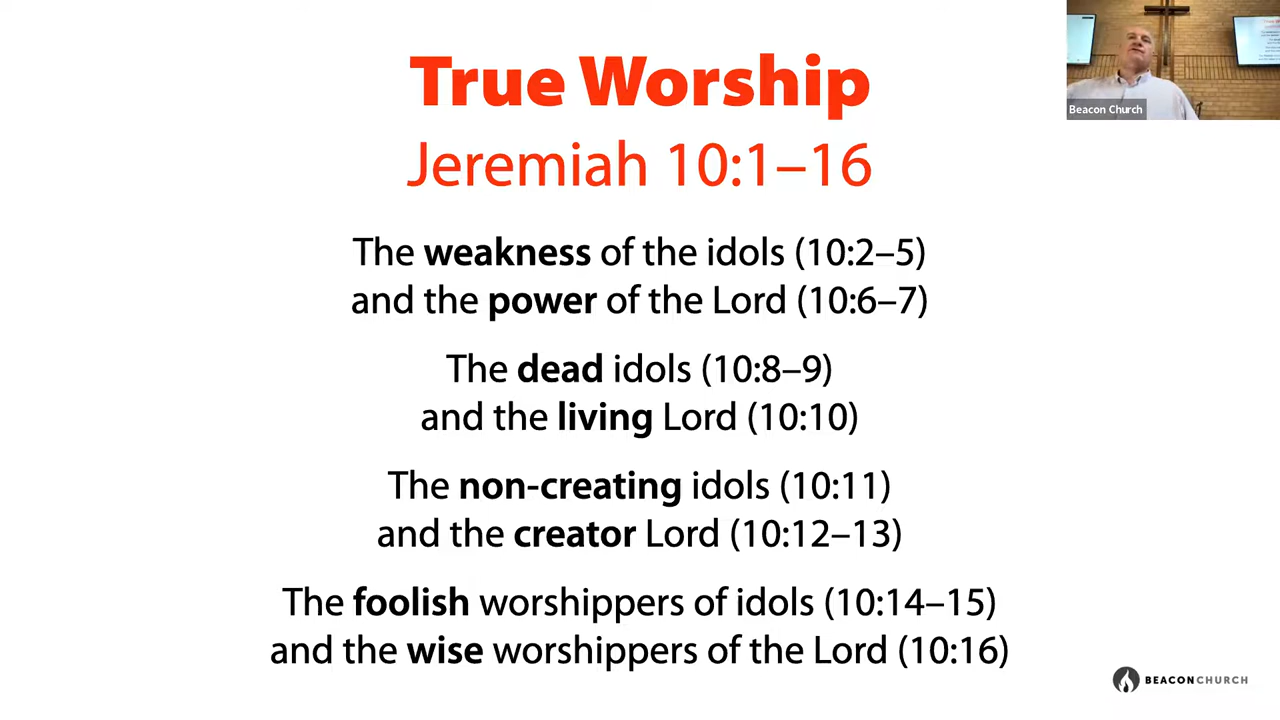 True Worship
Jeremiah 10:1–16
The weakness of the idols (10:2–5)
and the power of the Lord (10:6–7)
The dead idols (10:8–9)
and the living Lord (10:10)
The non-creating idols (10:11)
and the creator Lord (10:12–13)
The foolish worshippers of idols (10:14–15)
and the wise worshippers of the Lord (10:16)
Beacon Church
BEACONCHURCH